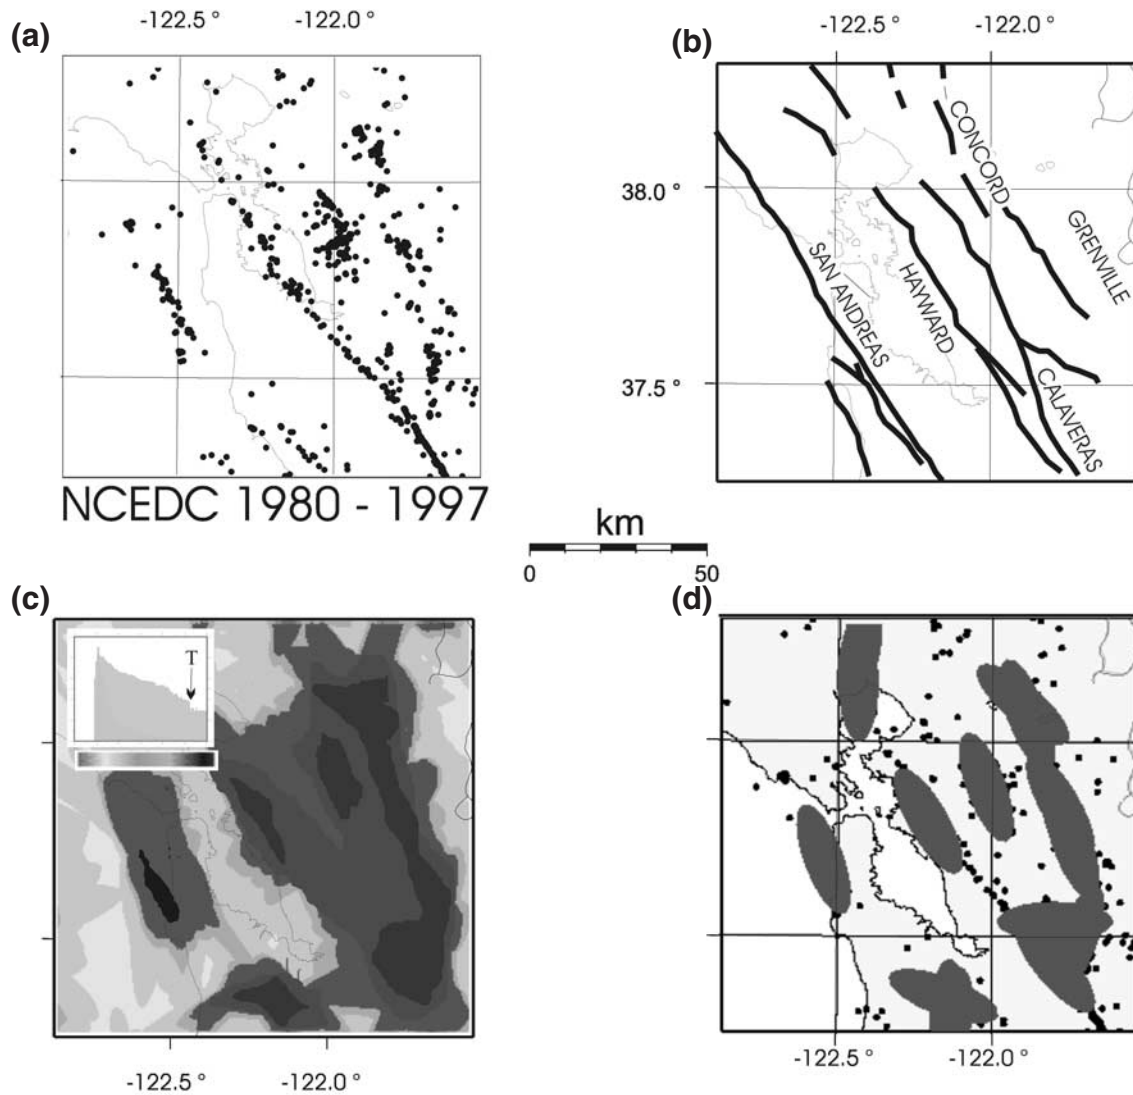 (a)
-122.5 °
-122.0 °
NCEDC 1980 - 1997
(b)
-122.5 °
-122.0 °
38.0 °
37.5 °
CONCORD
GRENVILLE
SAN ANDREAS
HAYWARD
CALAVERAS
km
0
50
(c)
T
-122.5 °
-122.0 °
(d)
-122.5 °
-122.0 °